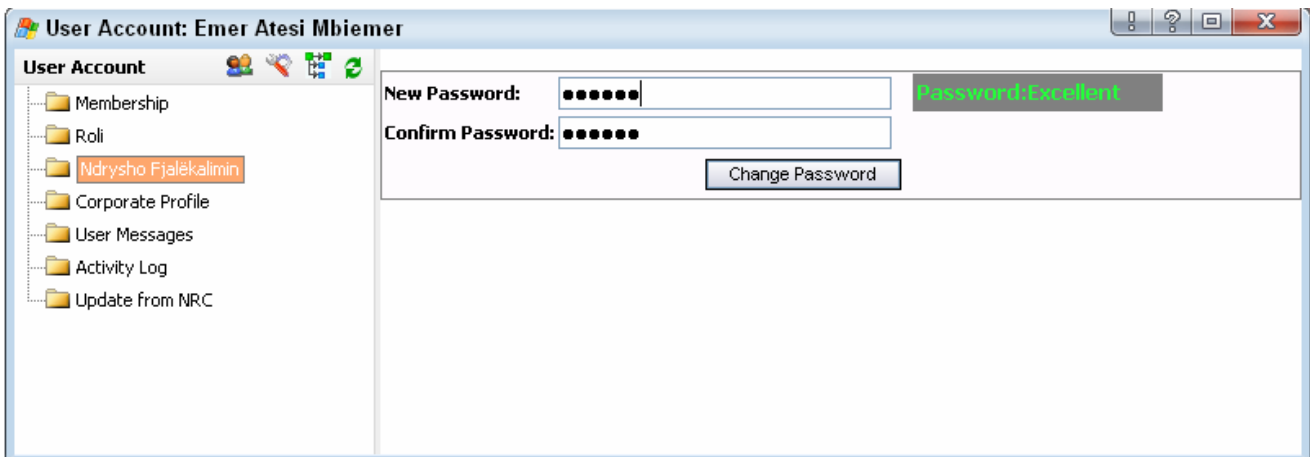 User Account: Emer Atesi Mbiemer
User Account
Membership
Roli
Ndrysho Fjalëkalimin
Corporate Profile
User Messages
Activity Log
Update from NRC
New Password: ●●●●●●
Password:Excellent
Confirm Password: ●●●●●●
Change Password